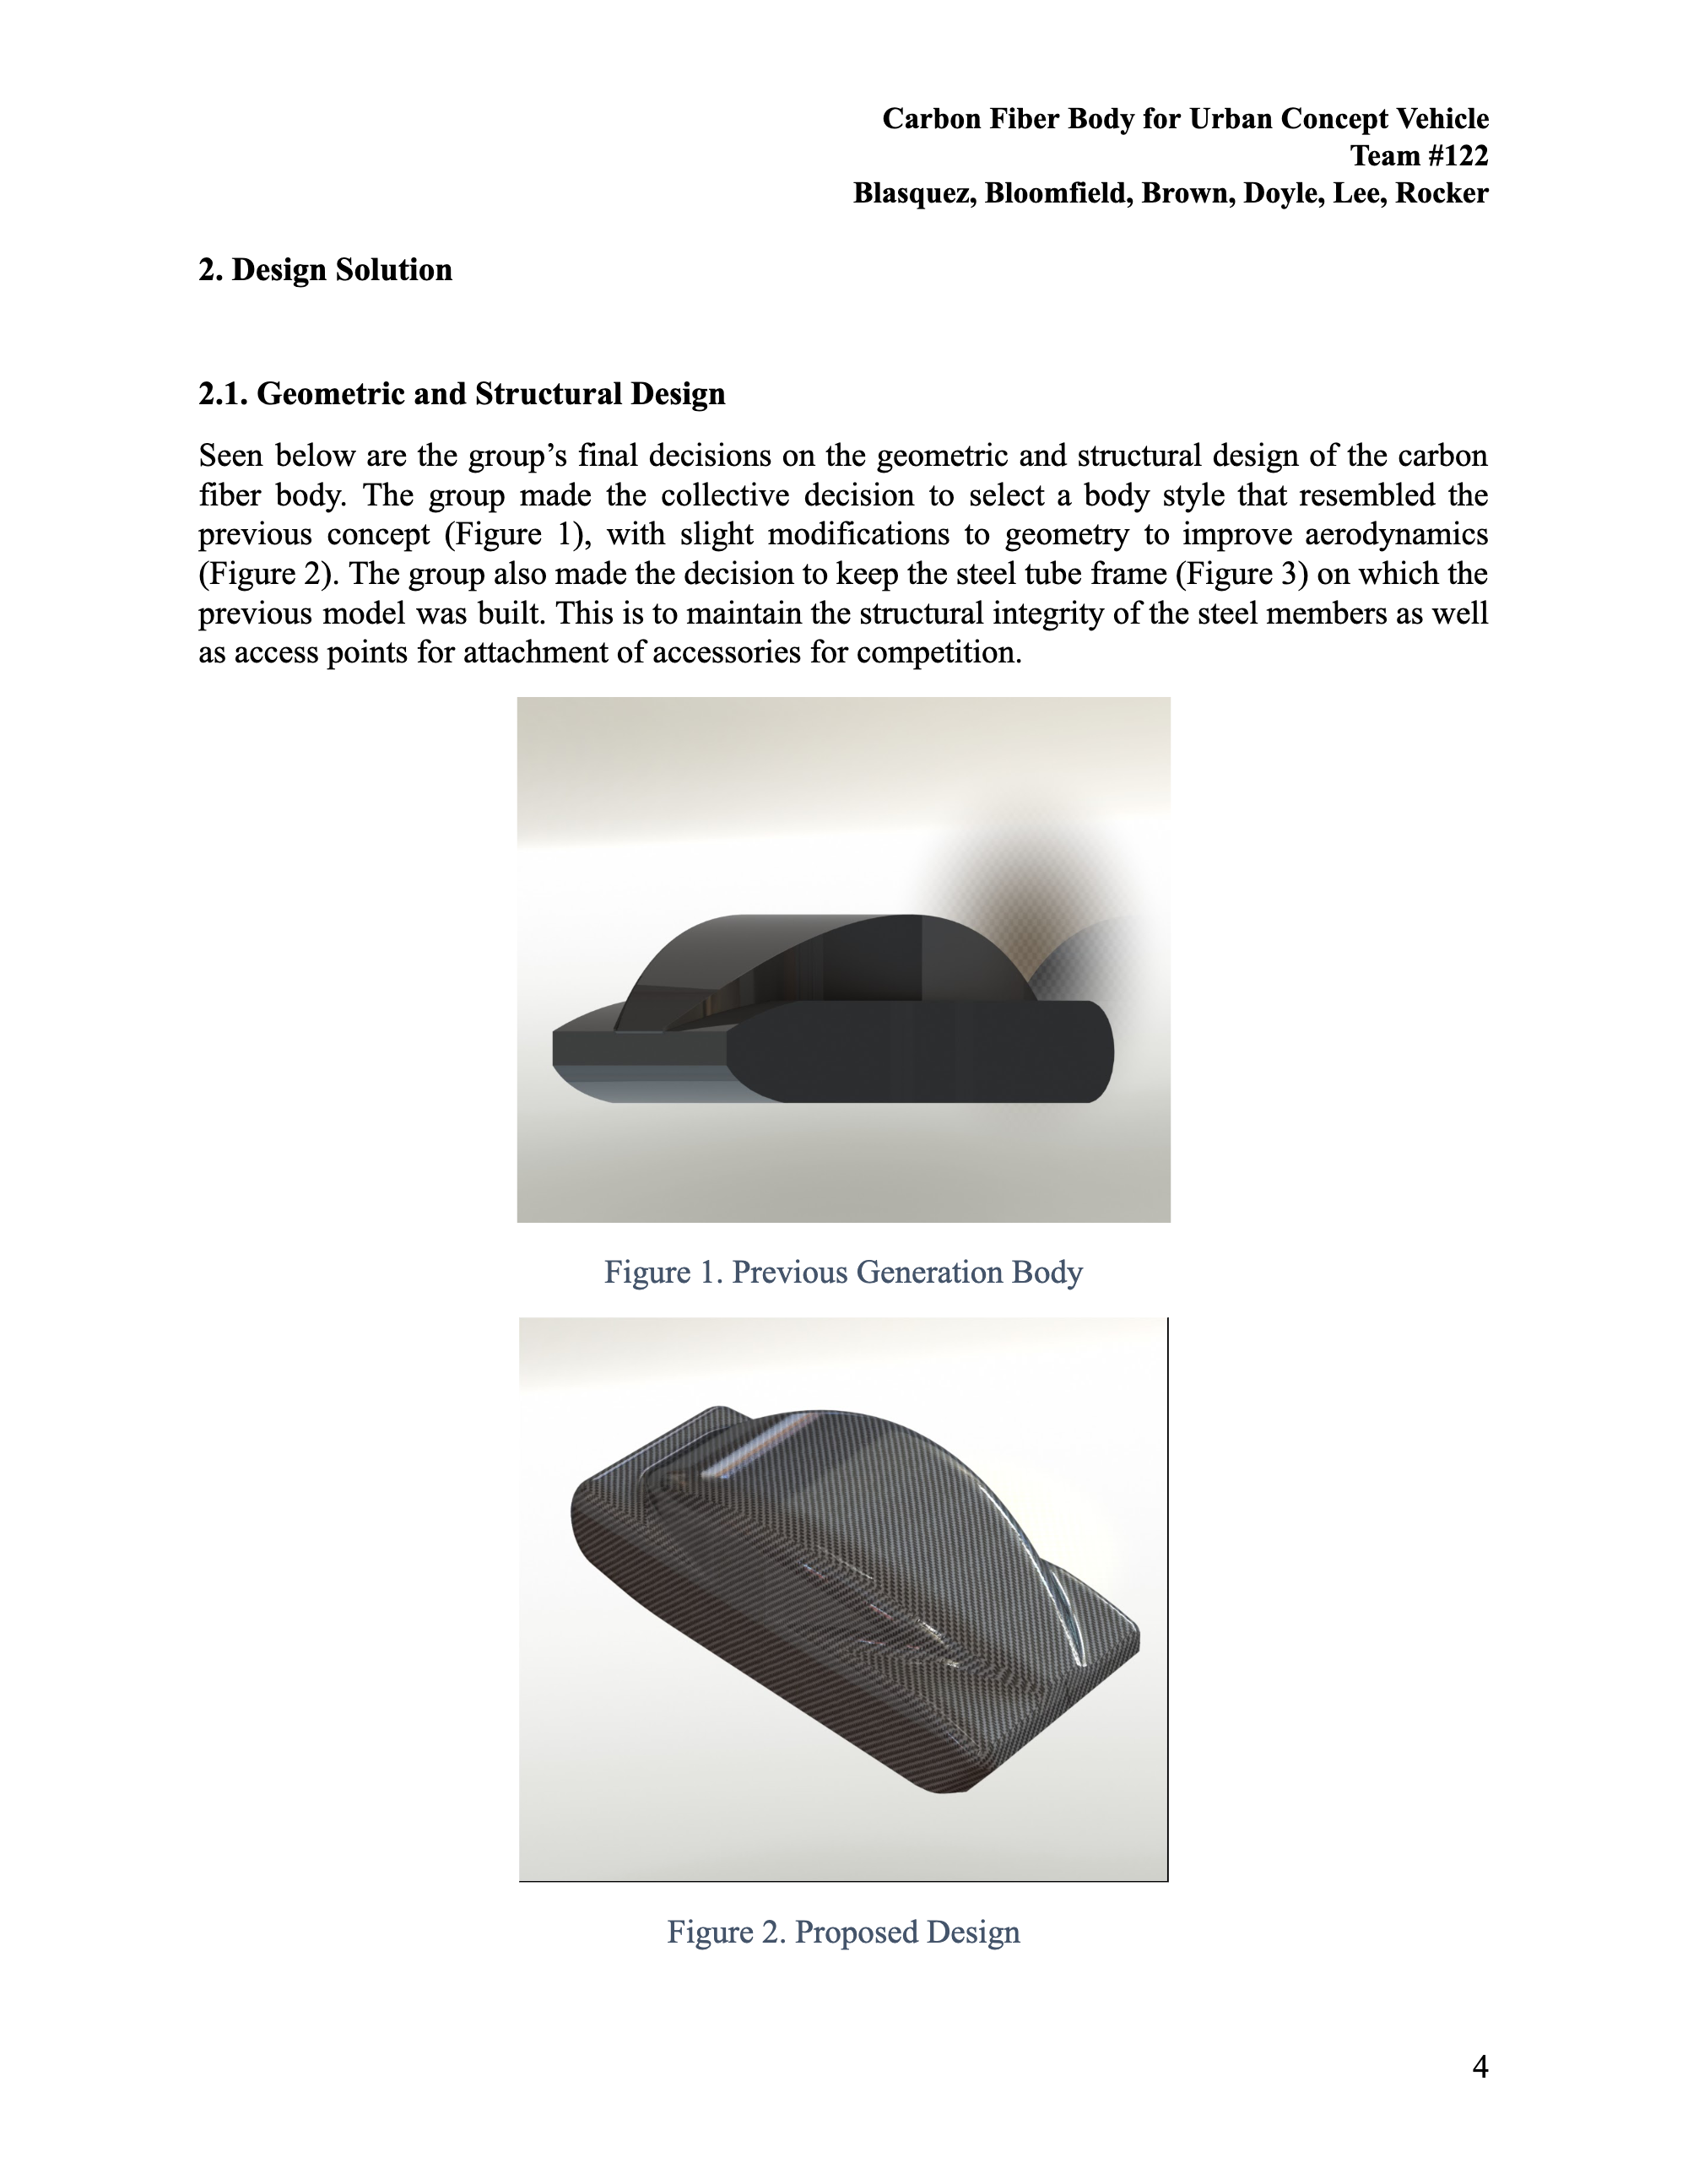 Carbon Fiber Body for Urban Concept Vehicle
Team #122
Blasquez, Bloomfield, Brown, Doyle, Lee, Rocker
2. Design Solution
2.1. Geometric and Structural Design
Seen below are the group’s final decisions on the geometric and structural design of the carbon
fiber body. The group made the collective decision to select a body style that resembled the
previous concept (Figure 1), with slight modifications to geometry to improve aerodynamics
(Figure 2). The group also made the decision to keep the steel tube frame (Figure 3) on which the
previous model was built. This is to maintain the structural integrity of the steel members as well
as access points for attachment of accessories for competition.
Figure 1. Previous Generation Body
Figure 2. Proposed Design
4